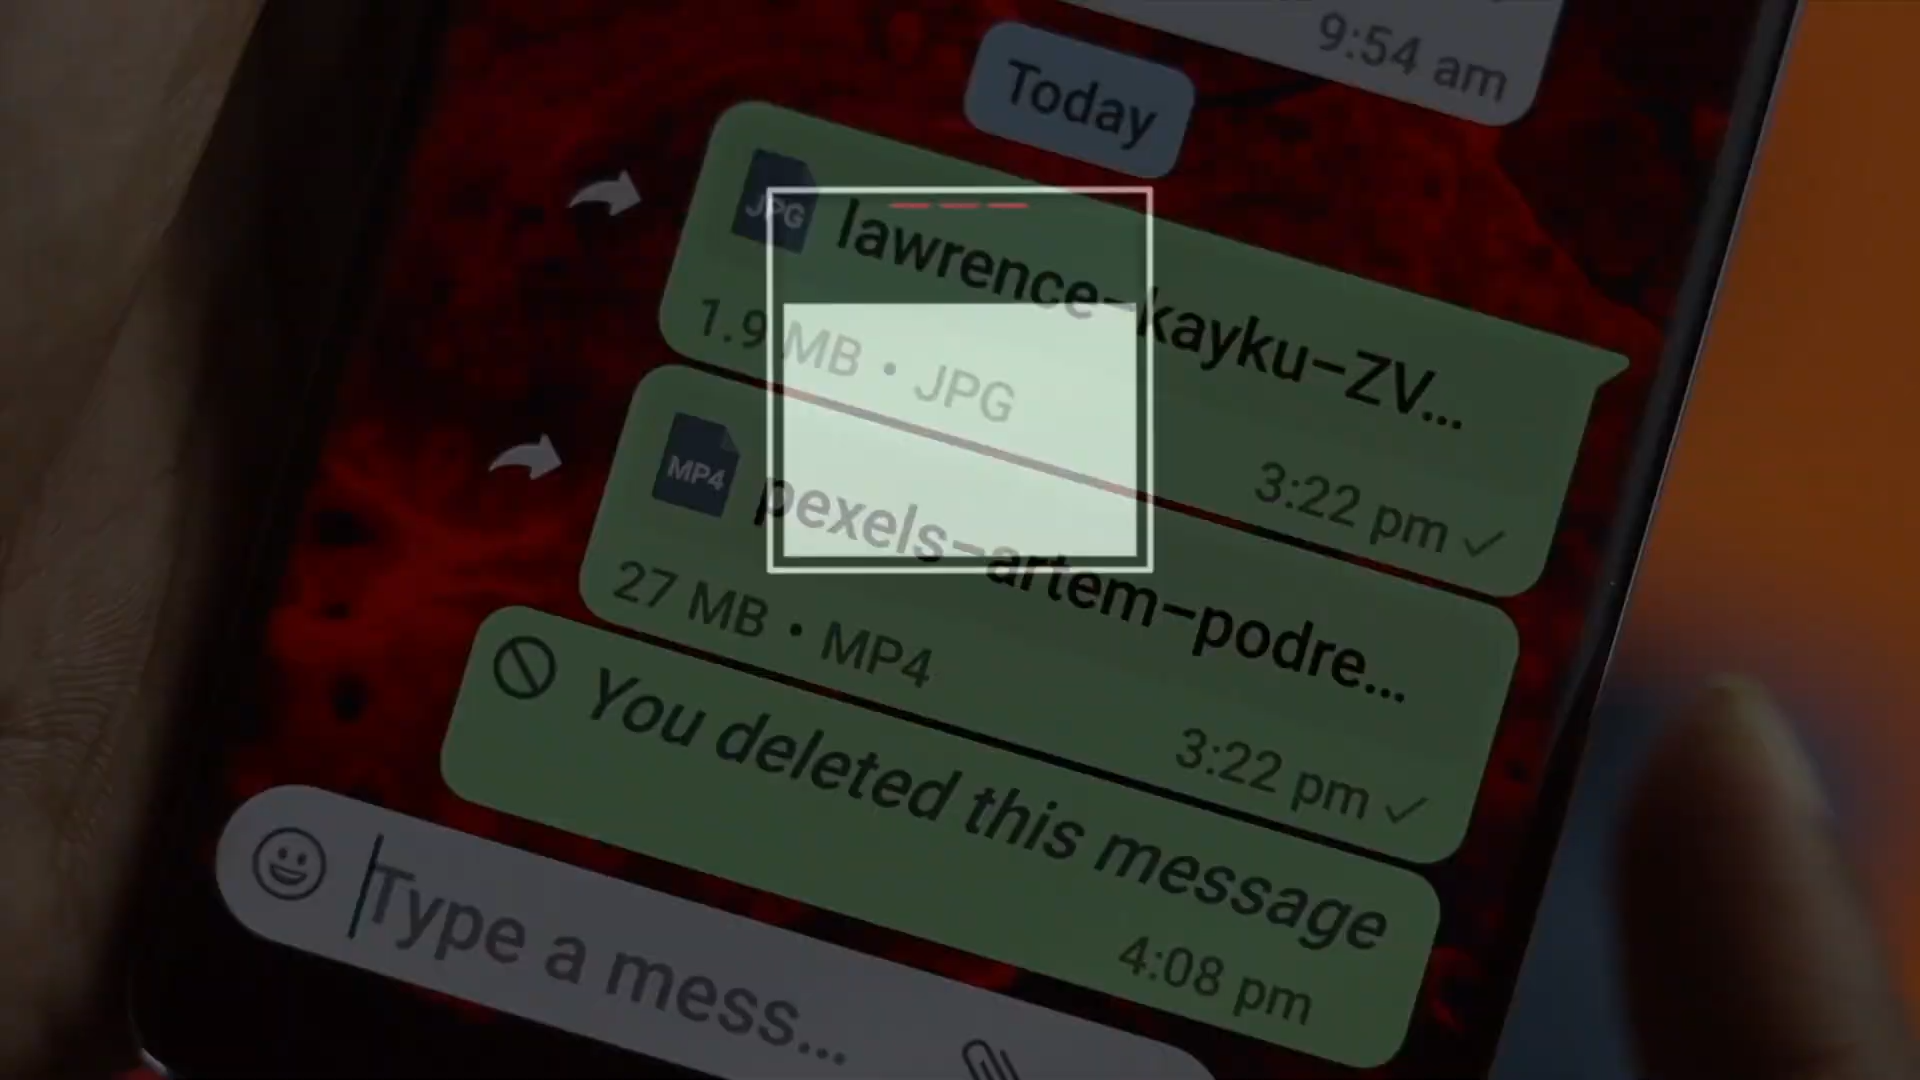 9:54 am
Today
JPG
lawrence-kayku-ZV...
1.9 MB • JPG
3:22 pm
MP4
pexels-artem-podre...
27 MB • MP4
3:22 pm
You deleted this message
4:08 pm
Type a mess...